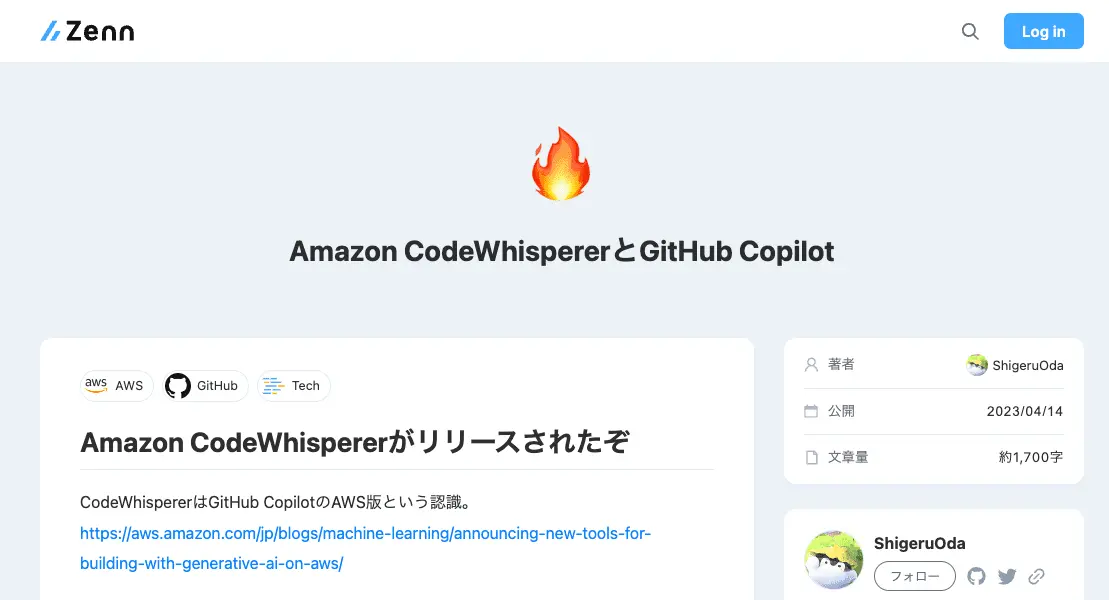 Zenn
Log in
Amazon CodeWhispererとGitHub Copilot
aws AWS GitHub Tech
Amazon CodeWhispererがリリースされたぞ
CodeWhispererはGitHub CopilotのAWS版という認識。
https://aws.amazon.com/jp/blogs/machine-learning/announcing-new-tools-for-
building-with-generative-ai-on-aws/
著者 ShigeruOda
公開 2023/04/14
文章量 約1,700字
ShigeruOda
フォロー